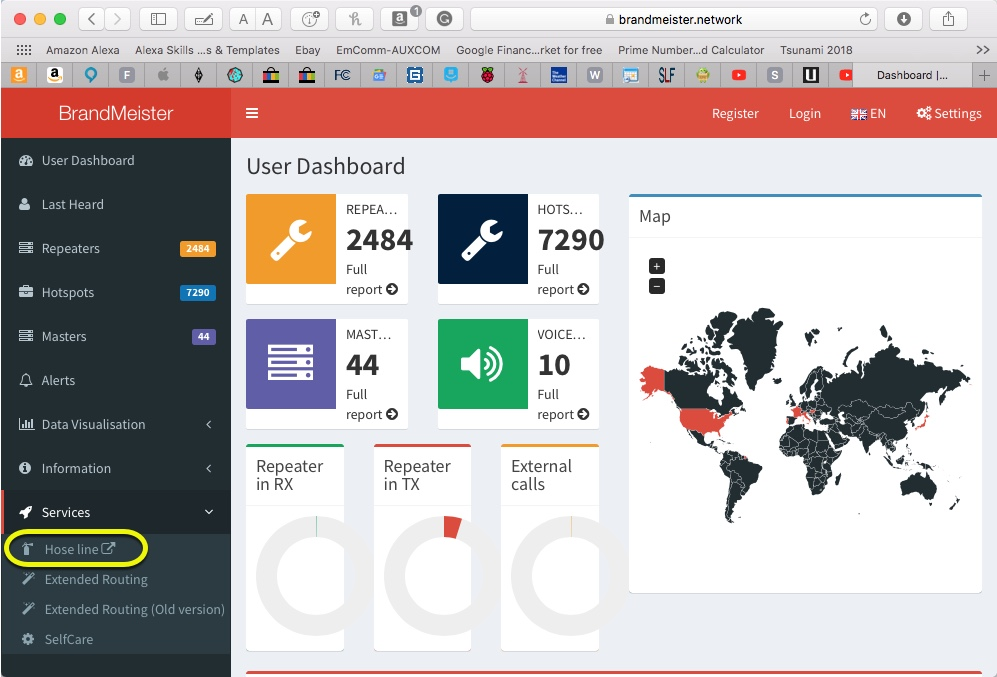 1
brandmeister.network
Amazon Alexa
Alexa Skills ...s & Templates
Ebay
EmComm-AUXCOM
Google Financ...rket for free
Prime Number...d Calculator
Tsunami 2018
>>
Dashboard |...
BrandMeister
Register
Login
EN
Settings
User Dashboard
Last Heard
Repeaters 2484
Hotspots 7290
Masters 44
Alerts
Data Visualisation
Information
Services
Hose line
Extended Routing
Extended Routing (Old version)
SelfCare
User Dashboard
REPEA...
2484
Full
report
HOTS...
7290
Full
report
MAST...
44
Full
report
VOICE...
10
Full
report
Repeater
in RX
Repeater
in TX
External
calls
Map
+
−